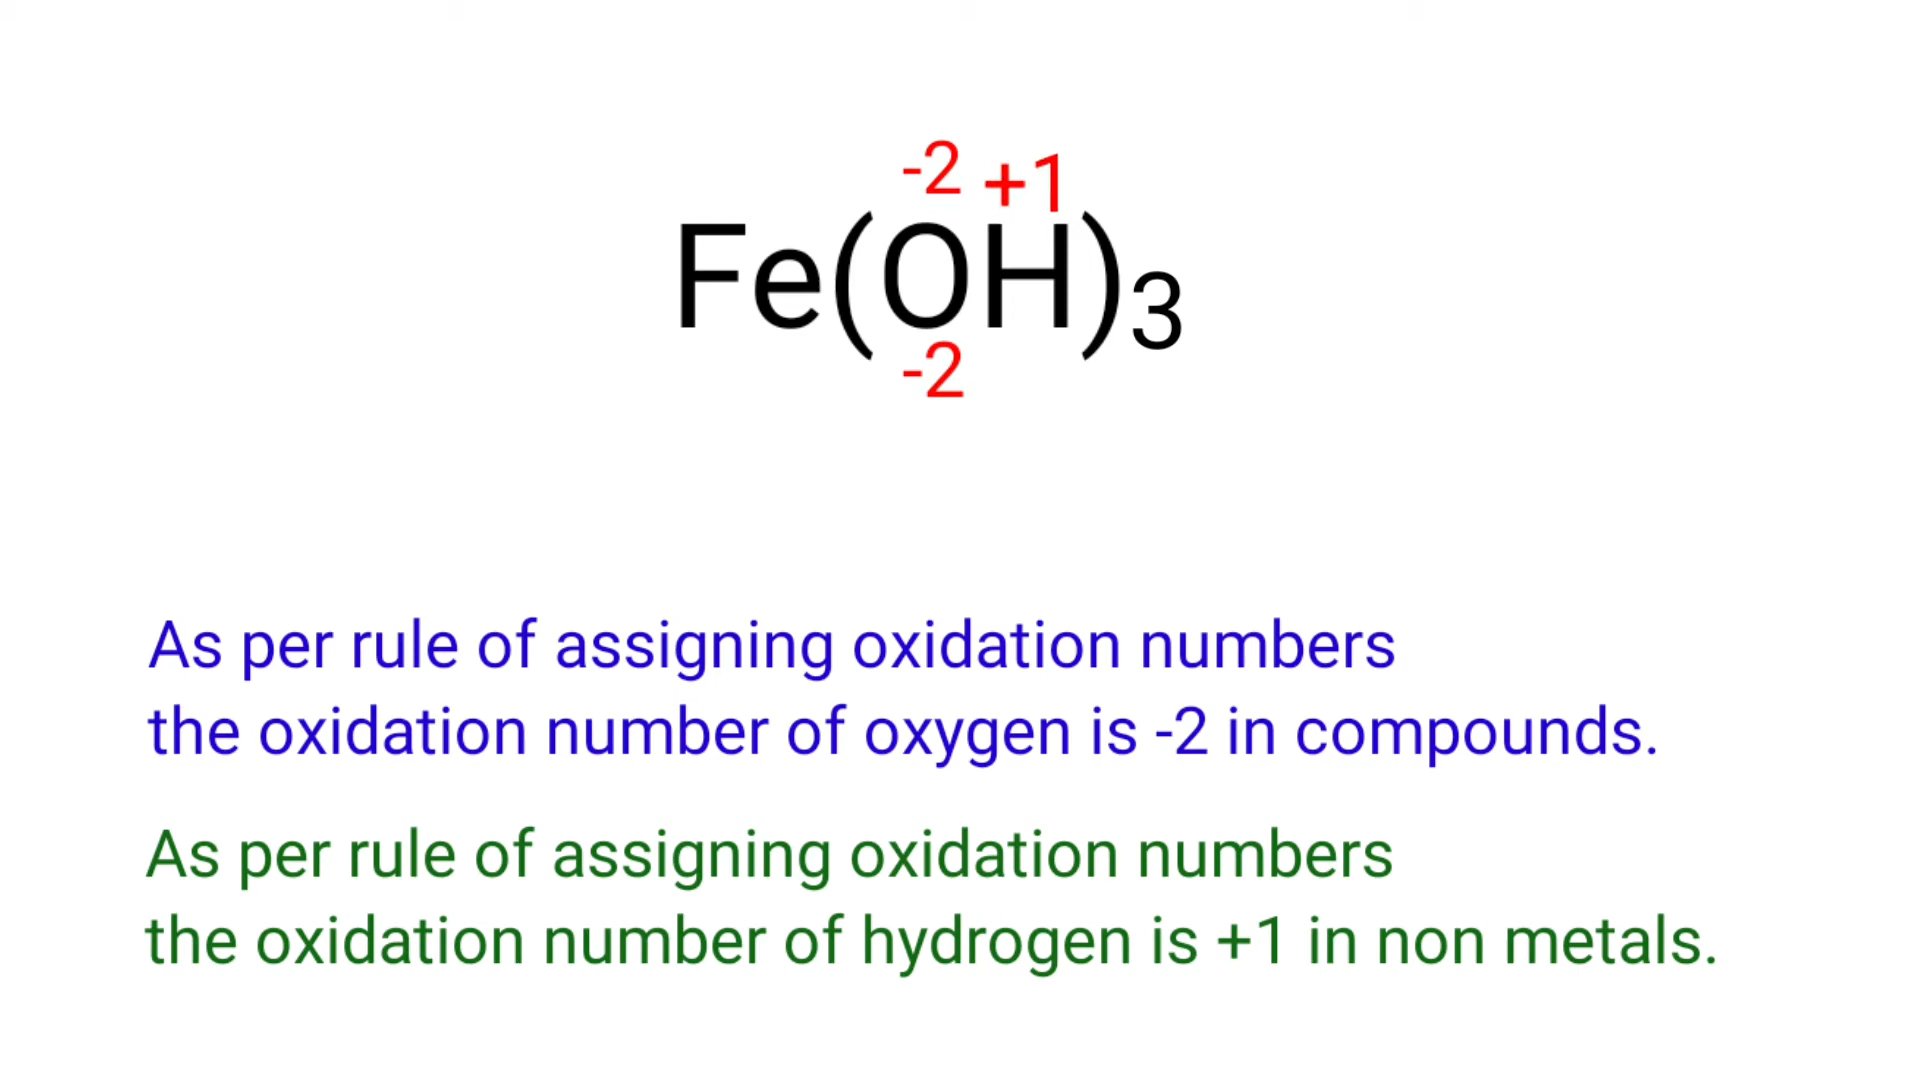 -2 +1
Fe(OH)₃
-2
As per rule of assigning oxidation numbers
the oxidation number of oxygen is -2 in compounds.
As per rule of assigning oxidation numbers
the oxidation number of hydrogen is +1 in non metals.